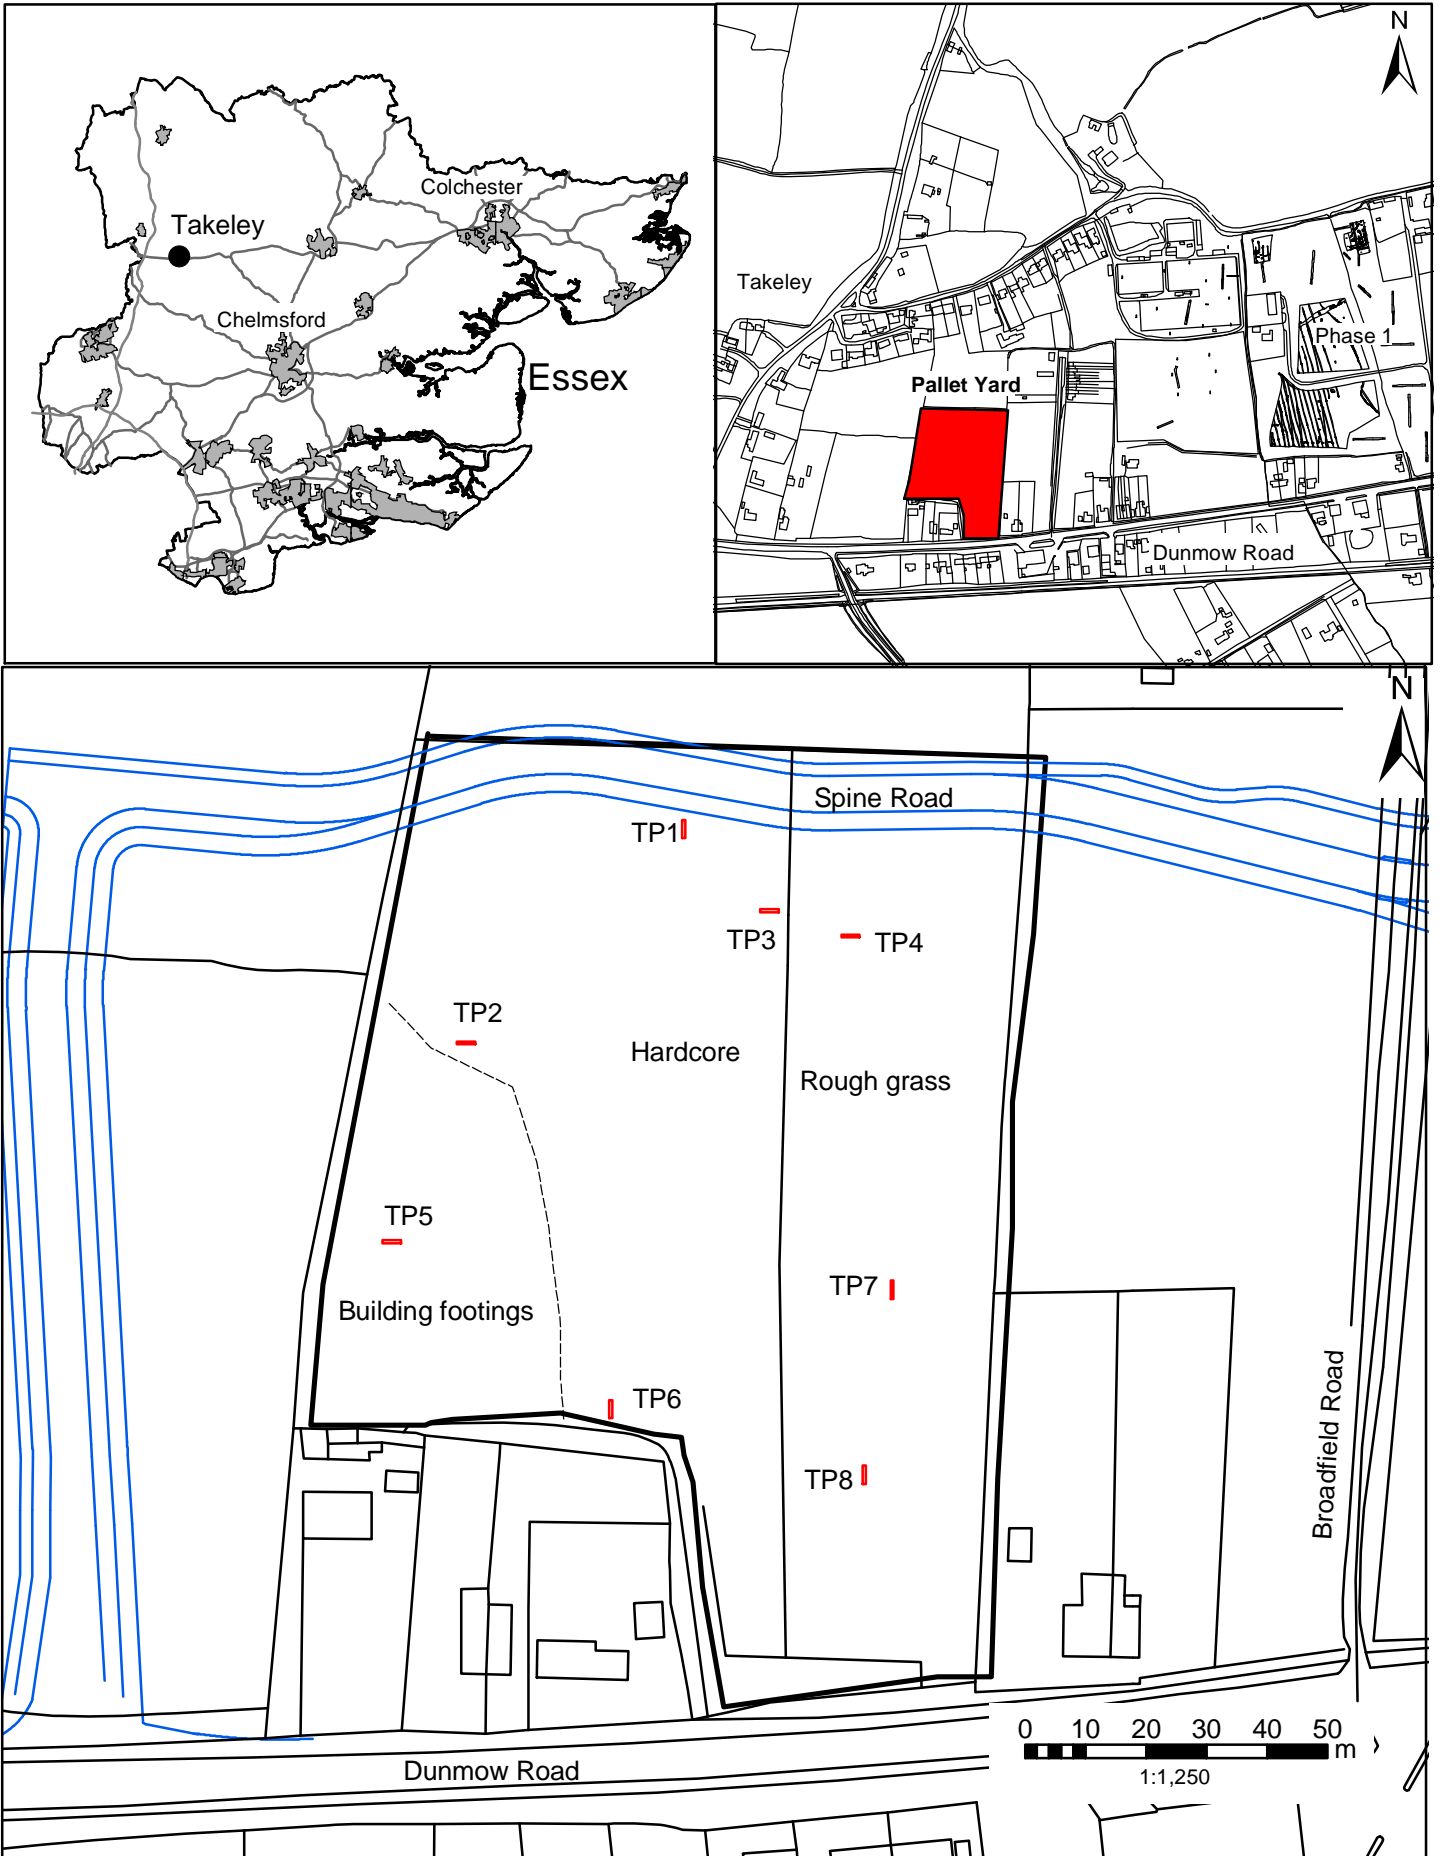 Colchester
Takeley
Chelmsford
Essex
N
Takeley
Phase 1
Pallet Yard
Dunmow Road
N
Spine Road
TP1
TP3
TP4
TP2
Hardcore
Rough grass
TP5
TP7
Building footings
TP6
TP8
Broadfield Road
0 10 20 30 40 50
m
1:1,250
Dunmow Road